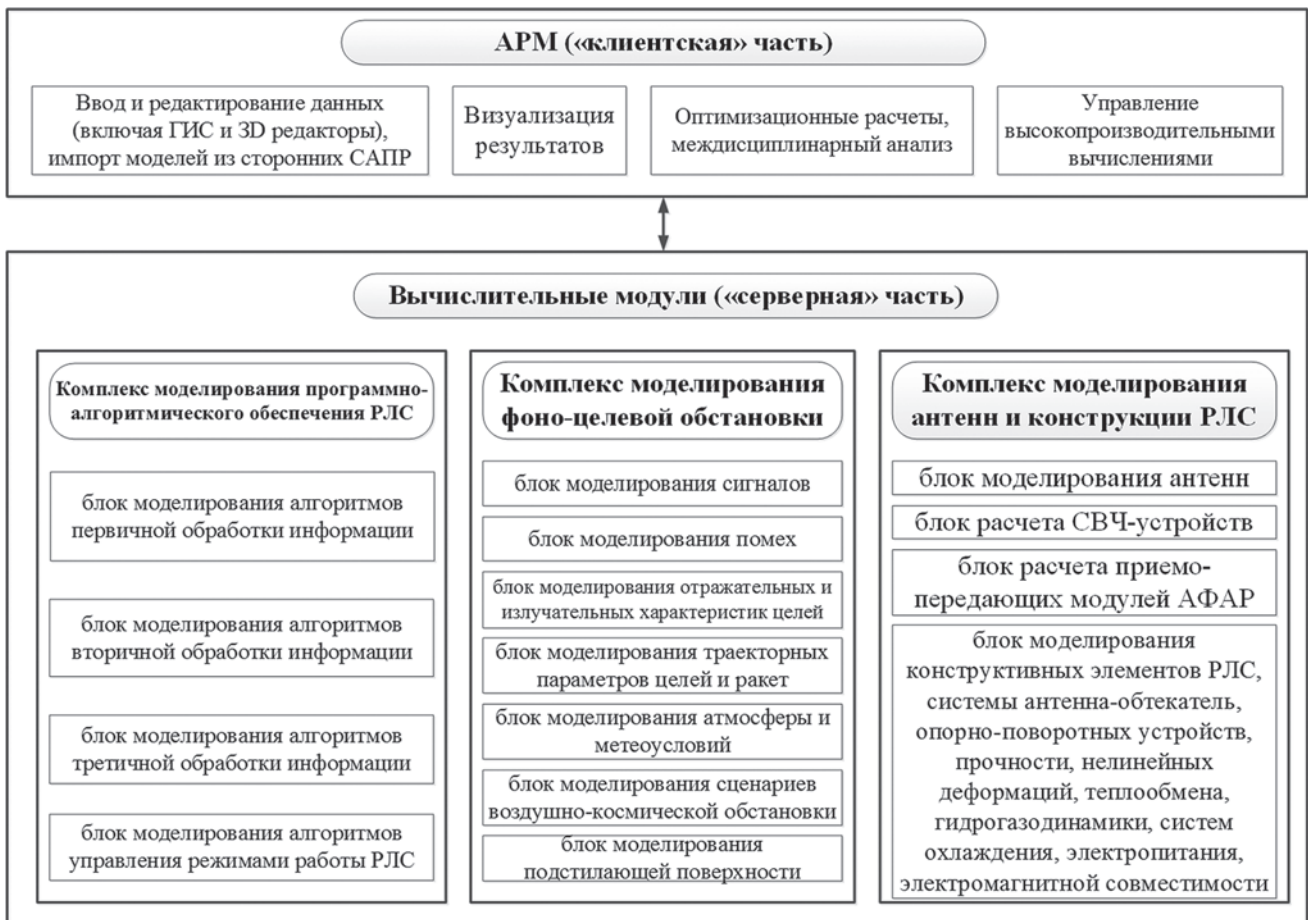 АРМ («клиентская» часть)
Ввод и редактирование данных
(включая ГИС и 3D редакторы),
импорт моделей из сторонних САПР
Визуализация
результатов
Оптимизационные расчеты,
междисциплинарный анализ
Управление
высокопроизводительными
вычислениями
Вычислительные модули («серверная» часть)
Комплекс моделирования программно-
алгоритмического обеспечения РЛС
блок моделирования алгоритмов
первичной обработки информации
блок моделирования алгоритмов
вторичной обработки информации
блок моделирования алгоритмов
третичной обработки информации
блок моделирования алгоритмов
управления режимами работы РЛС
Комплекс моделирования
фоно-целевой обстановки
блок моделирования сигналов
блок моделирования помех
блок моделирования отражательных и
излучательных характеристик целей
блок моделирования траекторных
параметров целей и ракет
блок моделирования атмосферы и
метеоусловий
блок моделирования сценариев
воздушно-космической обстановки
блок моделирования
подстилающей поверхности
Комплекс моделирования
антенн и конструкции РЛС
блок моделирования антенн
блок расчета СВЧ-устройств
блок расчета приемо-
передающих модулей АФАР
блок моделирования
конструктивных элементов РЛС,
системы антенна-обтекатель,
опорно-поворотных устройств,
прочности, нелинейных
деформаций, теплообмена,
гидрогазодинамики, систем
охлаждения, электропитания,
электромагнитной совместимости